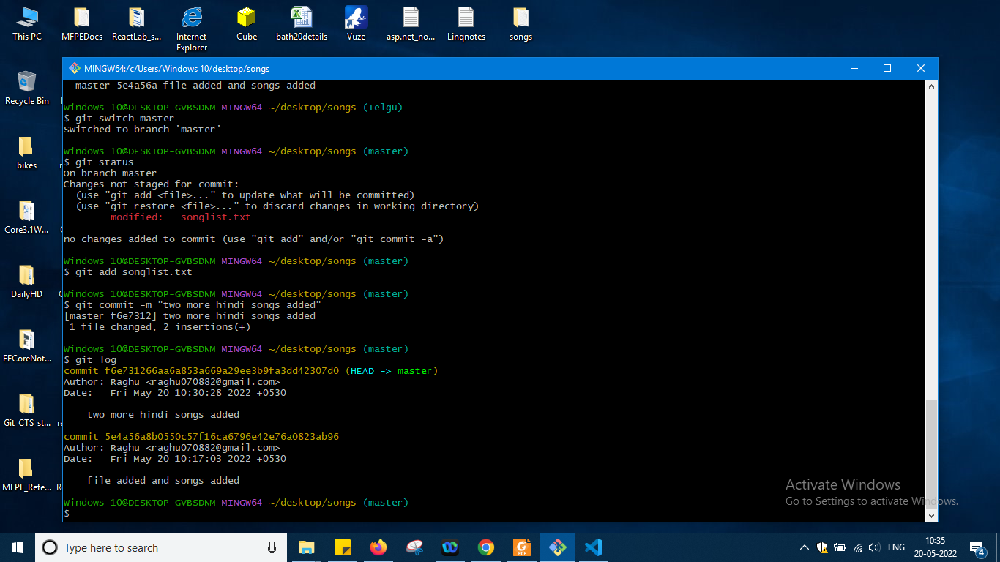 This PC
MFPEDocs
ReactLab_s...
Internet Explorer
Cube
bath20details
Vuze
asp.net_no...
Linqnotes
songs
Recycle Bin
bikes
Core3.1W...
DailyHD
EFCoreNot...
Git_CTS_st...
MFPE_Refe...
MINGW64:/c/Users/Windows 10/desktop/songs
master 5e4a56a file added and songs added
Windows 10@DESKTOP-GVBSDNM MINGW64 ~/desktop/songs (Telgu)
$ git switch master
Switched to branch 'master'
Windows 10@DESKTOP-GVBSDNM MINGW64 ~/desktop/songs (master)
$ git status
On branch master
Changes not staged for commit:
(use "git add <file>..." to update what will be committed)
(use "git restore <file>..." to discard changes in working directory)
modified:   songlist.txt
no changes added to commit (use "git add" and/or "git commit -a")
Windows 10@DESKTOP-GVBSDNM MINGW64 ~/desktop/songs (master)
$ git add songlist.txt
Windows 10@DESKTOP-GVBSDNM MINGW64 ~/desktop/songs (master)
$ git commit -m "two more hindi songs added"
[master f6e7312] two more hindi songs added
1 file changed, 2 insertions(+)
Windows 10@DESKTOP-GVBSDNM MINGW64 ~/desktop/songs (master)
$ git log
commit f6e731266aa6a853a669a29ee3b9fa3dd42307d0 (HEAD -> master)
Author: Raghu <raghu070882@gmail.com>
Date:   Fri May 20 10:30:28 2022 +0530
two more hindi songs added
commit 5e4a56a8b0550c57f16ca6796e42e76a0823ab96
Author: Raghu <raghu070882@gmail.com>
Date:   Fri May 20 10:17:03 2022 +0530
file added and songs added
Windows 10@DESKTOP-GVBSDNM MINGW64 ~/desktop/songs (master)
$
Activate Windows
Go to Settings to activate Windows.
Type here to search
ENG
10:35
20-05-2022
4